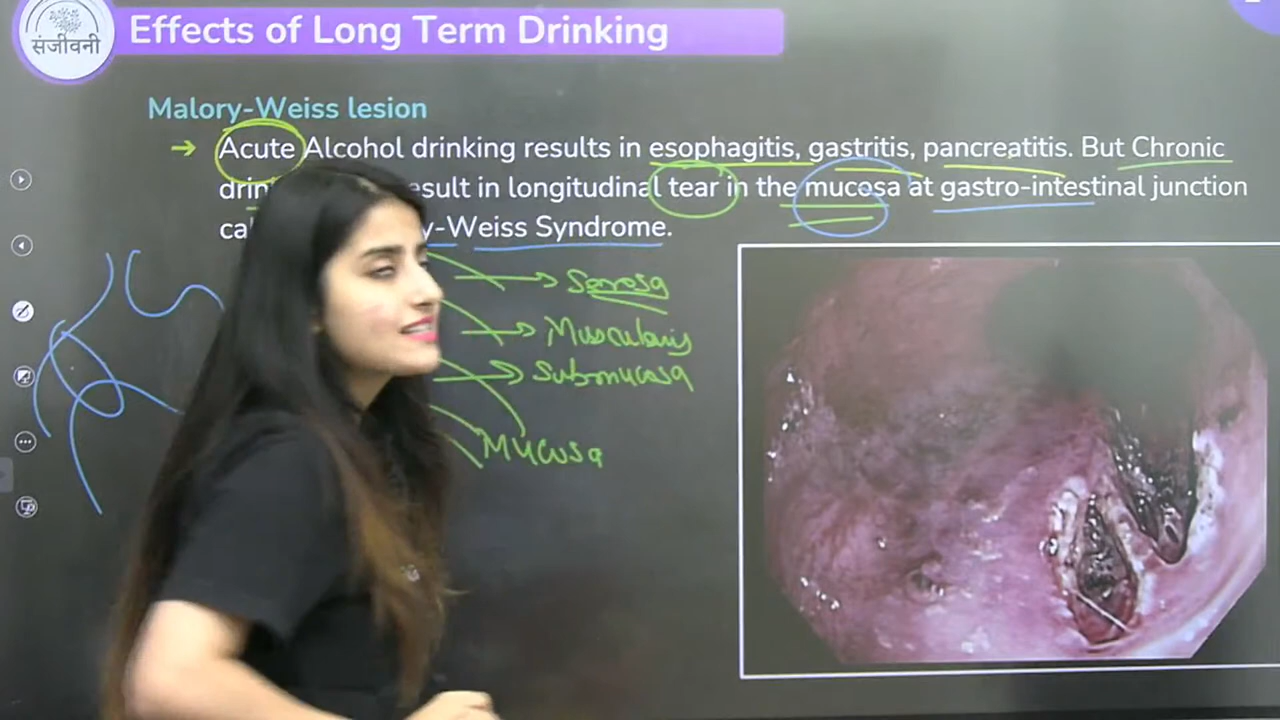 संजीवनी
Effects of Long Term Drinking
Malory-Weiss lesion
→ Acute Alcohol drinking results in esophagitis, gastritis, pancreatitis. But Chronic
result in longitudinal tear in the mucosa at gastro-intestinal junction
Weiss Syndrome.
Serosa
Muscularis
Submucosa
Mucosa